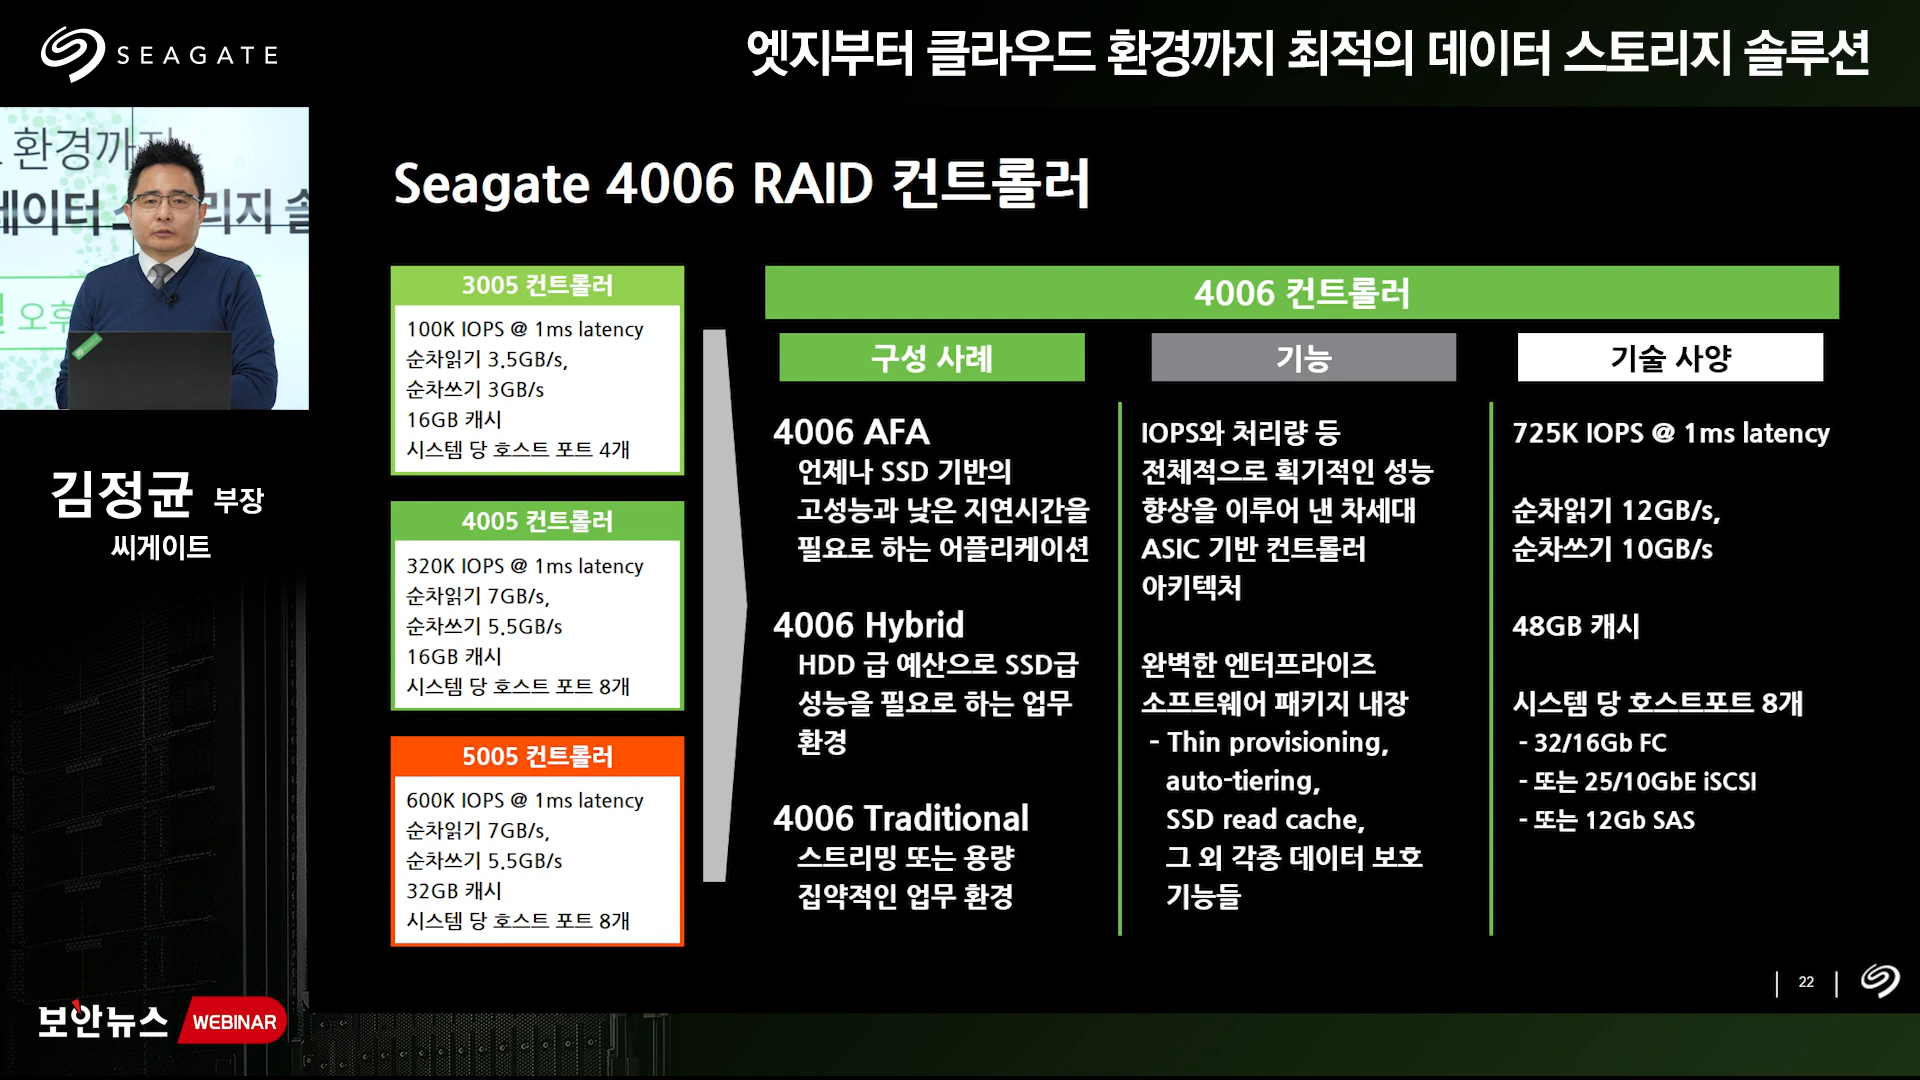 SEAGATE
엣지부터 클라우드 환경까지 최적의 데이터 스토리지 솔루션
환경까지
데이터 스토리지 솔
오후
김정균 부장
씨게이트
Seagate 4006 RAID 컨트롤러
3005 컨트롤러
100K IOPS @ 1ms latency
순차읽기 3.5GB/s,
순차쓰기 3GB/s
16GB 캐시
시스템 당 호스트 포트 4개
4005 컨트롤러
320K IOPS @ 1ms latency
순차읽기 7GB/s,
순차쓰기 5.5GB/s
16GB 캐시
시스템 당 호스트 포트 8개
5005 컨트롤러
600K IOPS @ 1ms latency
순차읽기 7GB/s,
순차쓰기 5.5GB/s
32GB 캐시
시스템 당 호스트 포트 8개
4006 컨트롤러
구성 사례
4006 AFA
언제나 SSD 기반의
고성능과 낮은 지연시간을
필요로 하는 어플리케이션
4006 Hybrid
HDD 급 예산으로 SSD급
성능을 필요로 하는 업무
환경
4006 Traditional
스트리밍 또는 용량
집약적인 업무 환경
기능
IOPS와 처리량 등
전체적으로 획기적인 성능
향상을 이루어 낸 차세대
ASIC 기반 컨트롤러
아키텍처
완벽한 엔터프라이즈
소프트웨어 패키지 내장
- Thin provisioning,
auto-tiering,
SSD read cache,
그 외 각종 데이터 보호
기능들
기술 사양
725K IOPS @ 1ms latency
순차읽기 12GB/s,
순차쓰기 10GB/s
48GB 캐시
시스템 당 호스트포트 8개
- 32/16Gb FC
- 또는 25/10GbE iSCSI
- 또는 12Gb SAS
22
보안뉴스 WEBINAR